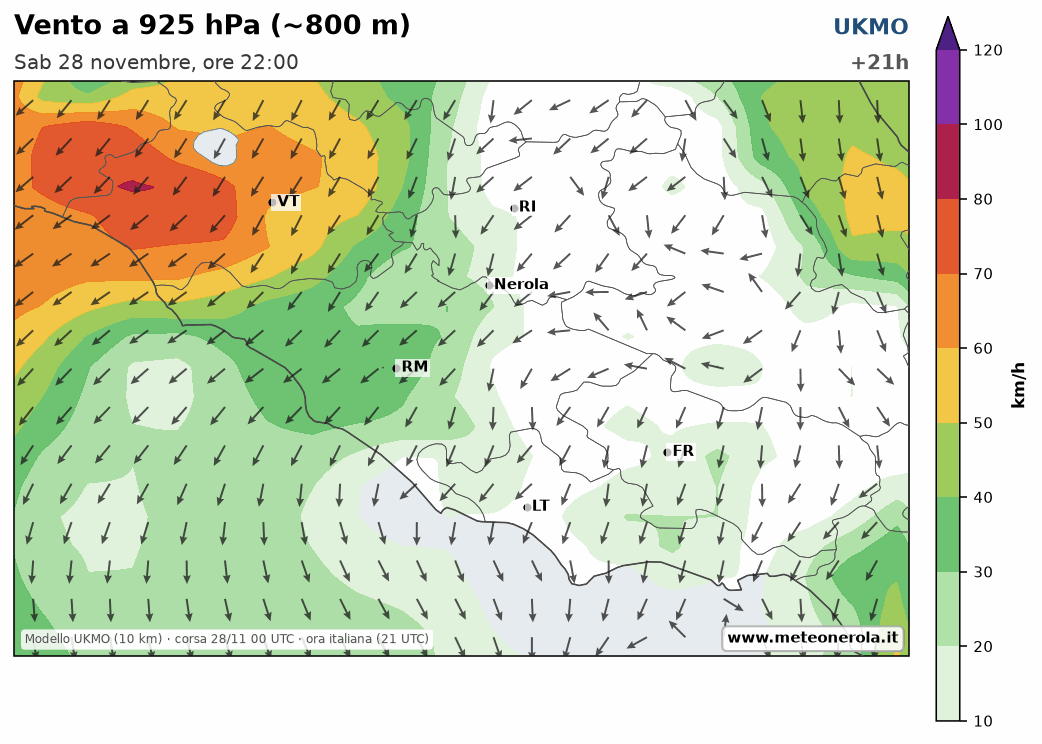 Vento a 925 hPa (~800 m)
UKMO
Sab 28 novembre, ore 22:00
+21h
VT
RI
Nerola
RM
FR
LT
Modello UKMO (10 km) · corsa 28/11 00 UTC · ora italiana (21 UTC)
www.meteonerola.it
120
100
80
70
60
50
40
30
20
10
km/h